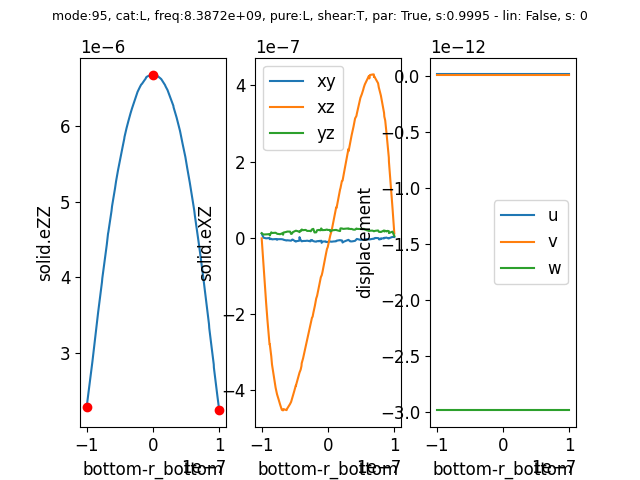 mode:95, cat:L, freq:8.3872e+09, pure:L, shear:T, par: True, s:0.9995 - lin: False, s: 0
1e−6
1e−7
1e−12
6
5
4
3
solid.eZZ
−1
0
1
1e−7
bottom-r_bottom
4
2
0
−2
−4
solid.eXZ
xy
xz
yz
−1
0
1
1e−7
bottom-r_bottom
0.0
−0.5
−1.0
−1.5
−2.0
−2.5
−3.0
displacement
u
v
w
−1
0
1
1e−7
bottom-r_bottom